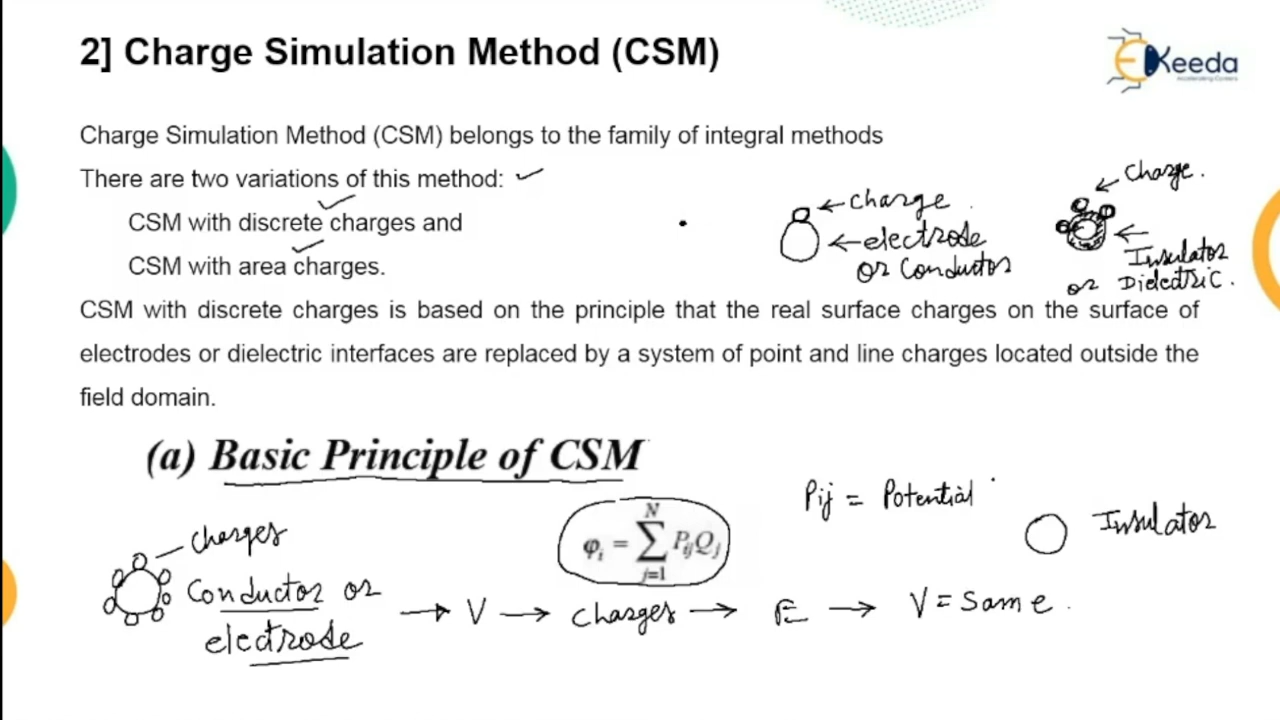 2] Charge Simulation Method (CSM)
EKeeda
Charge Simulation Method (CSM) belongs to the family of integral methods
There are two variations of this method:
CSM with discrete charges and
CSM with area charges.
charge
electrode
or Conductor
charge.
Insulator
or Dielectric.
CSM with discrete charges is based on the principle that the real surface charges on the surface of
electrodes or dielectric interfaces are replaced by a system of point and line charges located outside the
field domain.
(a) Basic Principle of CSM
Pij = Potential
Insulator
φi = ∑ j=1 N PijQj
charges
Conductor or
electrode
→ V → charges → E → V = same.